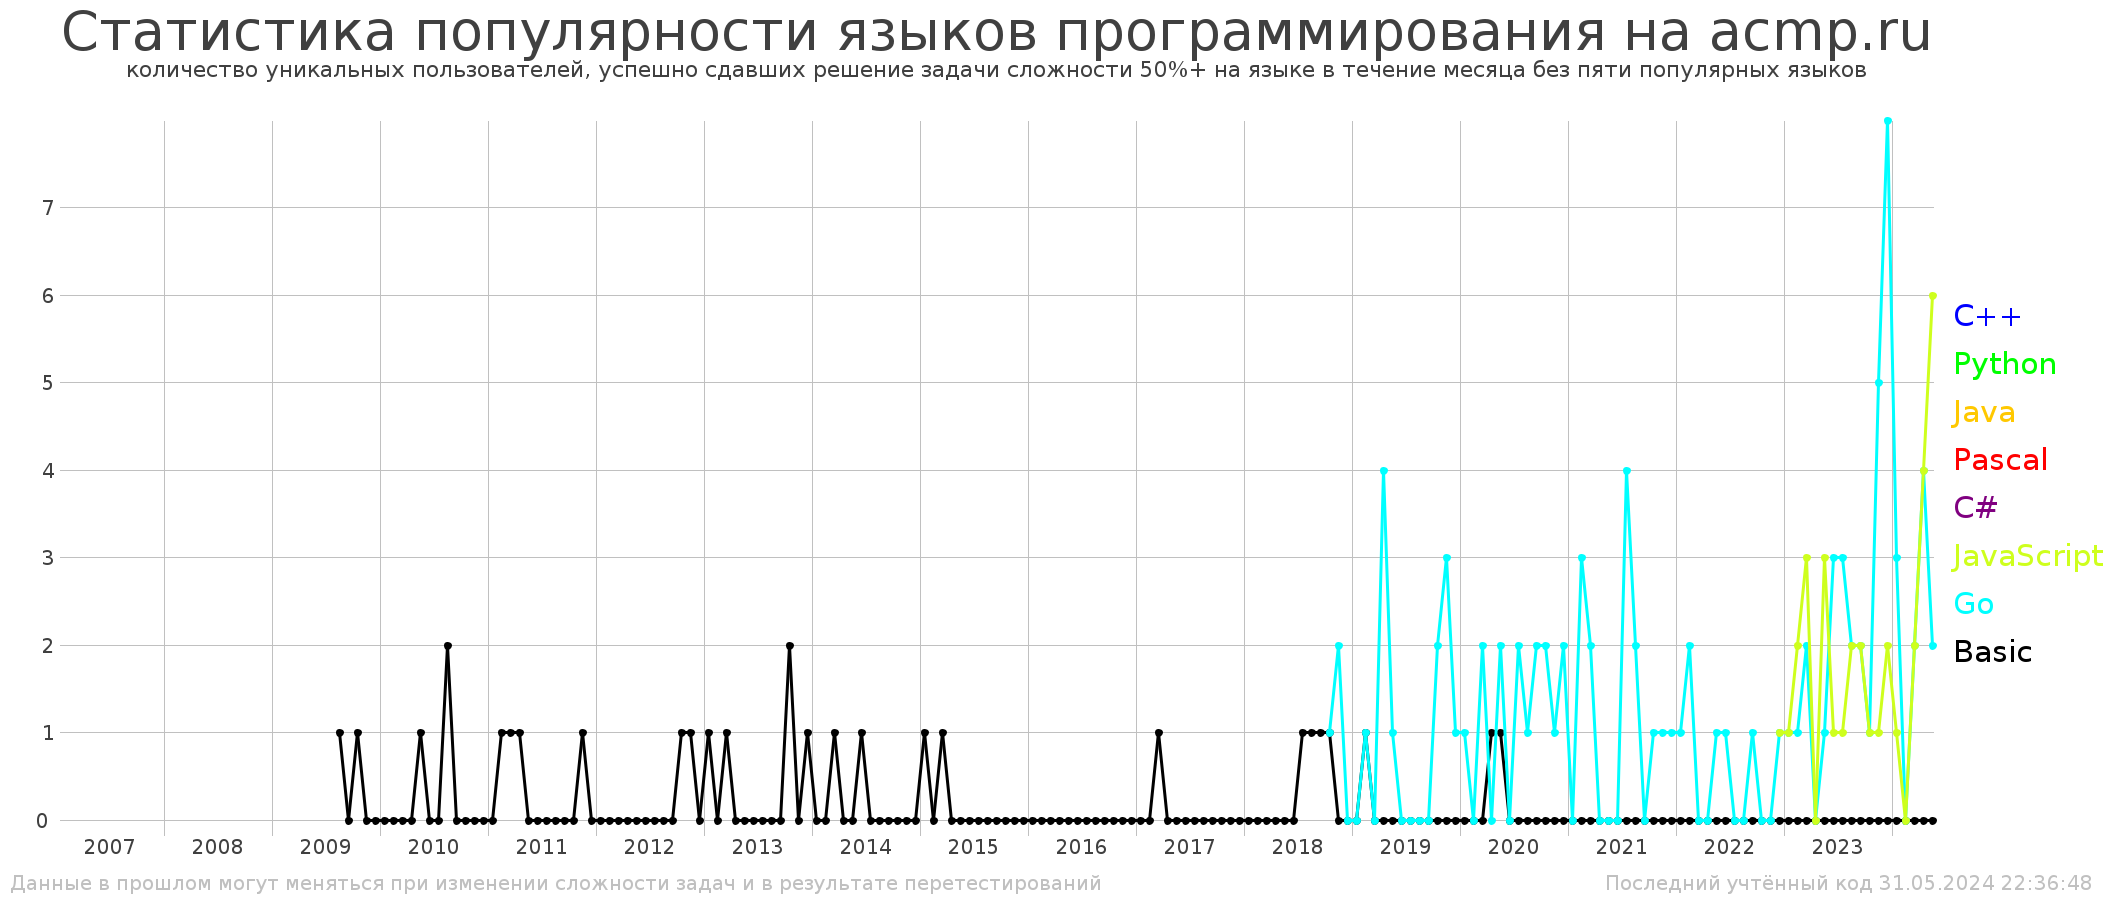 Статистика популярности языков программирования на acmp.ru
количество уникальных пользователей, успешно сдавших решение задачи сложности 50%+ на языке в течение месяца без пяти популярных языков
7
6
5
4
3
2
1
0
C++
Python
Java
Pascal
C#
JavaScript
Go
Basic
2007 2008 2009 2010 2011 2012 2013 2014 2015 2016 2017 2018 2019 2020 2021 2022 2023
Данные в прошлом могут меняться при изменении сложности задач и в результате перетестирований
Последний учтённый код 31.05.2024 22:36:48